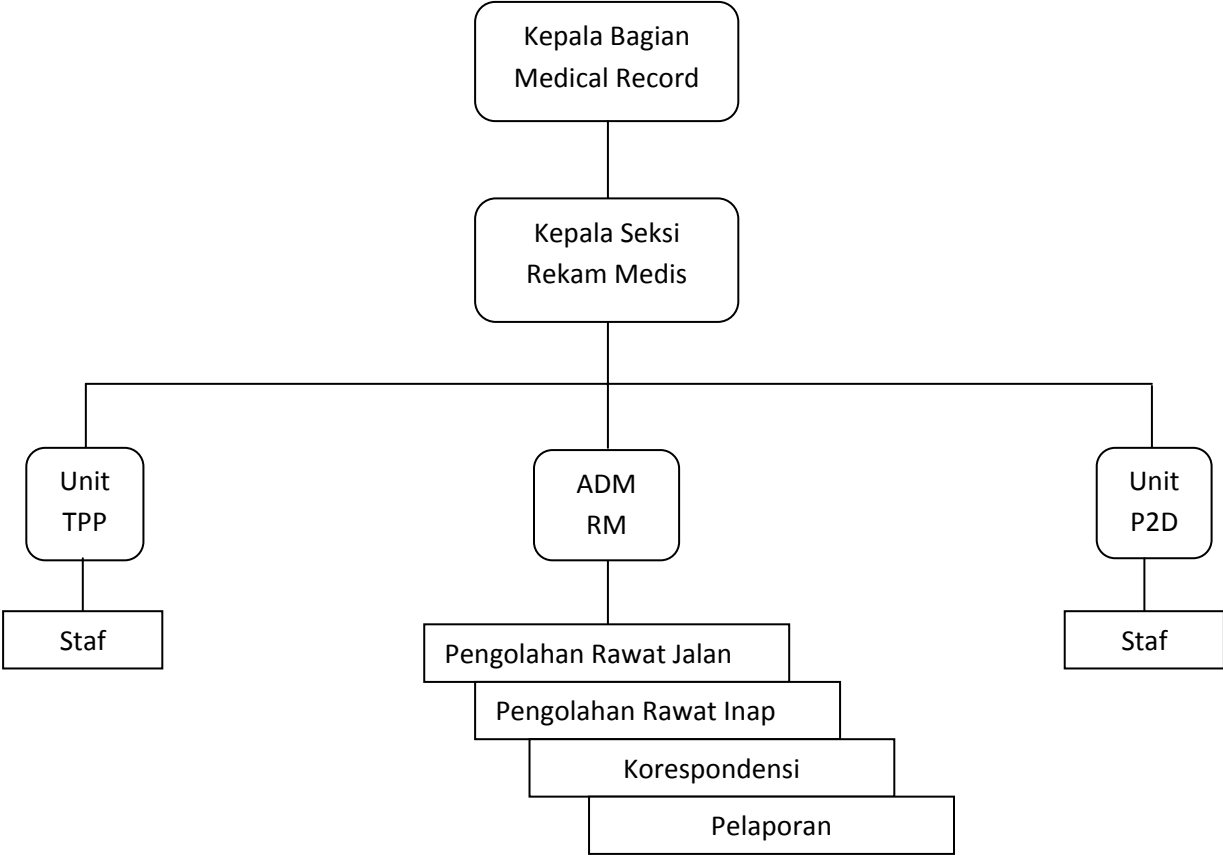 Kepala Bagian
Medical Record
Kepala Seksi
Rekam Medis
Unit
TPP
ADM
RM
Unit
P2D
Staf
Staf
Pengolahan Rawat Jalan
Pengolahan Rawat Inap
Korespondensi
Pelaporan